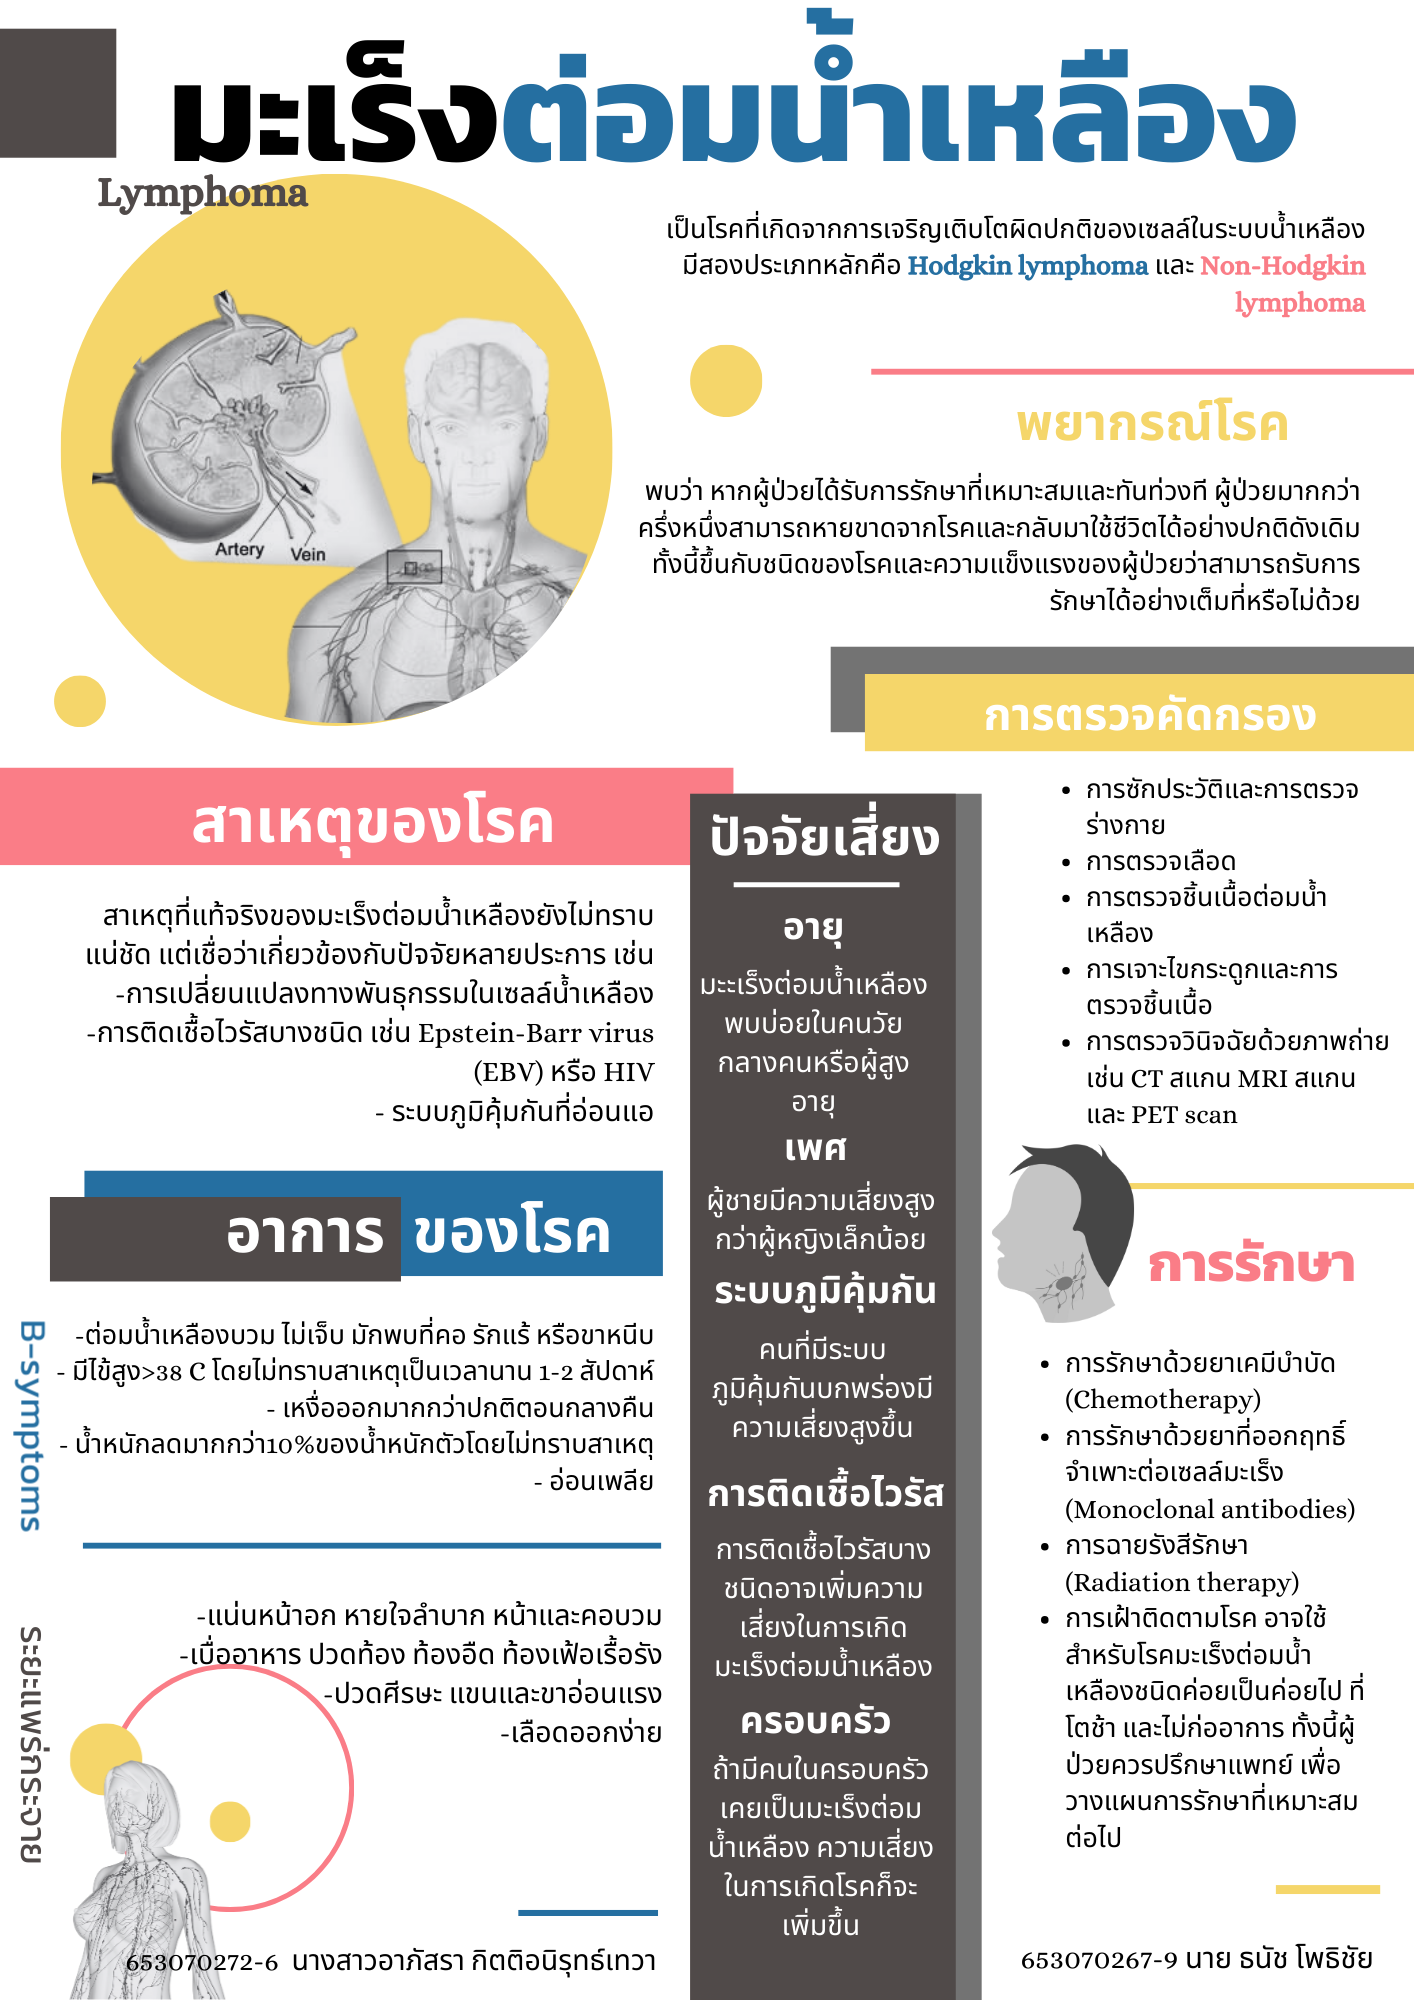 มะเร็งต่อมน้ำเหลือง
Lymphoma
เป็นโรคที่เกิดจากการเจริญเติบโตผิดปกติของเซลล์ในระบบน้ำเหลือง
มีสองประเภทหลักคือ Hodgkin lymphoma และ Non-Hodgkin
lymphoma
Artery
Vein
พยากรณ์โรค
พบว่า หากผู้ป่วยได้รับการรักษาที่เหมาะสมและทันท่วงที ผู้ป่วยมากกว่า
ครึ่งหนึ่งสามารถหายขาดจากโรคและกลับมาใช้ชีวิตได้อย่างปกติดังเดิม
ทั้งนี้ขึ้นกับชนิดของโรคและความแข็งแรงของผู้ป่วยว่าสามารถรับการ
รักษาได้อย่างเต็มที่หรือไม่ด้วย
สาเหตุของโรค
สาเหตุที่แท้จริงของมะเร็งต่อมน้ำเหลืองยังไม่ทราบ
แน่ชัด แต่เชื่อว่าเกี่ยวข้องกับปัจจัยหลายประการ เช่น
-การเปลี่ยนแปลงทางพันธุกรรมในเซลล์น้ำเหลือง
-การติดเชื้อไวรัสบางชนิด เช่น Epstein-Barr virus
(EBV) หรือ HIV
- ระบบภูมิคุ้มกันที่อ่อนแอ
อาการ ของโรค
B-symptoms
-ต่อมน้ำเหลืองบวม ไม่เจ็บ มักพบที่คอ รักแร้ หรือขาหนีบ
- มีไข้สูง>38 C โดยไม่ทราบสาเหตุเป็นเวลานาน 1-2 สัปดาห์
- เหงื่อออกมากกว่าปกติตอนกลางคืน
- น้ำหนักลดมากกว่า10%ของน้ำหนักตัวโดยไม่ทราบสาเหตุ
- อ่อนเพลีย
ระยะแพร่กระจาย
-แน่นหน้าอก หายใจลำบาก หน้าและคอบวม
-เบื่ออาหาร ปวดท้อง ท้องอืด ท้องเฟ้อเรื้อรัง
-ปวดศีรษะ แขนและขาอ่อนแรง
-เลือดออกง่าย
653070272-6 นางสาวอาภัสรา กิตติอนิรุทธ์เทวา
ปัจจัยเสี่ยง
อายุ
มะะเร็งต่อมน้ำเหลือง
พบบ่อยในคนวัย
กลางคนหรือผู้สูง
อายุ
เพศ
ผู้ชายมีความเสี่ยงสูง
กว่าผู้หญิงเล็กน้อย
ระบบภูมิคุ้มกัน
คนที่มีระบบ
ภูมิคุ้มกันบกพร่องมี
ความเสี่ยงสูงขึ้น
การติดเชื้อไวรัส
การติดเชื้อไวรัสบาง
ชนิดอาจเพิ่มความ
เสี่ยงในการเกิด
มะเร็งต่อมน้ำเหลือง
ครอบครัว
ถ้ามีคนในครอบครัว
เคยเป็นมะเร็งต่อม
น้ำเหลือง ความเสี่ยง
ในการเกิดโรคก็จะ
เพิ่มขึ้น
การตรวจคัดกรอง
• การซักประวัติและการตรวจ
ร่างกาย
• การตรวจเลือด
• การตรวจชิ้นเนื้อต่อมน้ำ
เหลือง
• การเจาะไขกระดูกและการ
ตรวจชิ้นเนื้อ
• การตรวจวินิจฉัยด้วยภาพถ่าย
เช่น CT สแกน MRI สแกน
และ PET scan
การรักษา
• การรักษาด้วยยาเคมีบำบัด
(Chemotherapy)
• การรักษาด้วยยาที่ออกฤทธิ์
จำเพาะต่อเซลล์มะเร็ง
(Monoclonal antibodies)
• การฉายรังสีรักษา
(Radiation therapy)
• การเฝ้าติดตามโรค อาจใช้
สำหรับโรคมะเร็งต่อมน้ำ
เหลืองชนิดค่อยเป็นค่อยไป ที่
โตช้า และไม่ก่ออาการ ทั้งนี้ผู้
ป่วยควรปรึกษาแพทย์ เพื่อ
วางแผนการรักษาที่เหมาะสม
ต่อไป
653070267-9 นาย ธนัช โพธิชัย